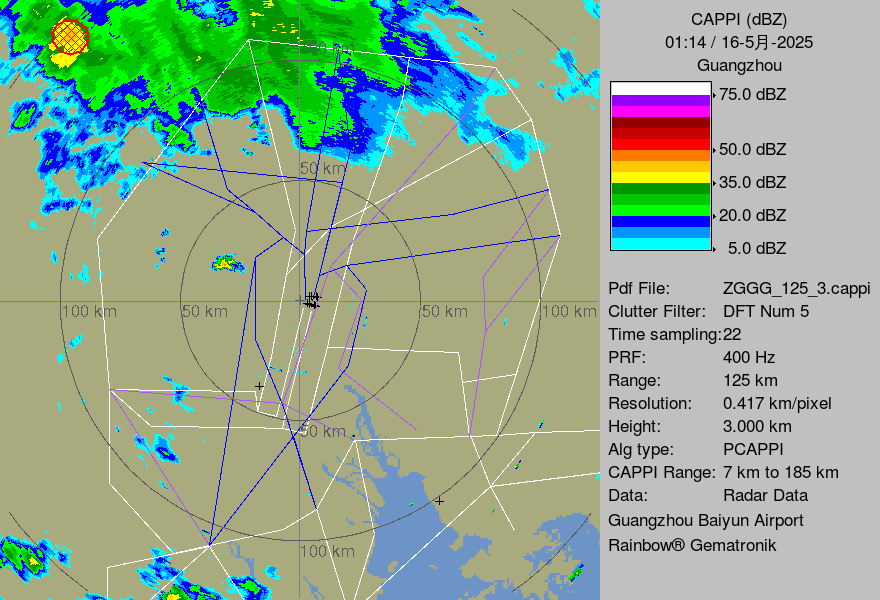 CAPPI (dBZ)
01:14 / 16-5月-2025
Guangzhou
75.0 dBZ
50.0 dBZ
35.0 dBZ
20.0 dBZ
5.0 dBZ
Pdf File: ZGGG_125_3.cappi
Clutter Filter: DFT Num 5
Time sampling:22
PRF: 400 Hz
Range: 125 km
Resolution: 0.417 km/pixel
Height: 3.000 km
Alg type: PCAPPI
CAPPI Range: 7 km to 185 km
Data: Radar Data
Guangzhou Baiyun Airport
Rainbow® Gematronik
100 km
50 km
100 km 50 km 50 km 100 km
50 km
100 km